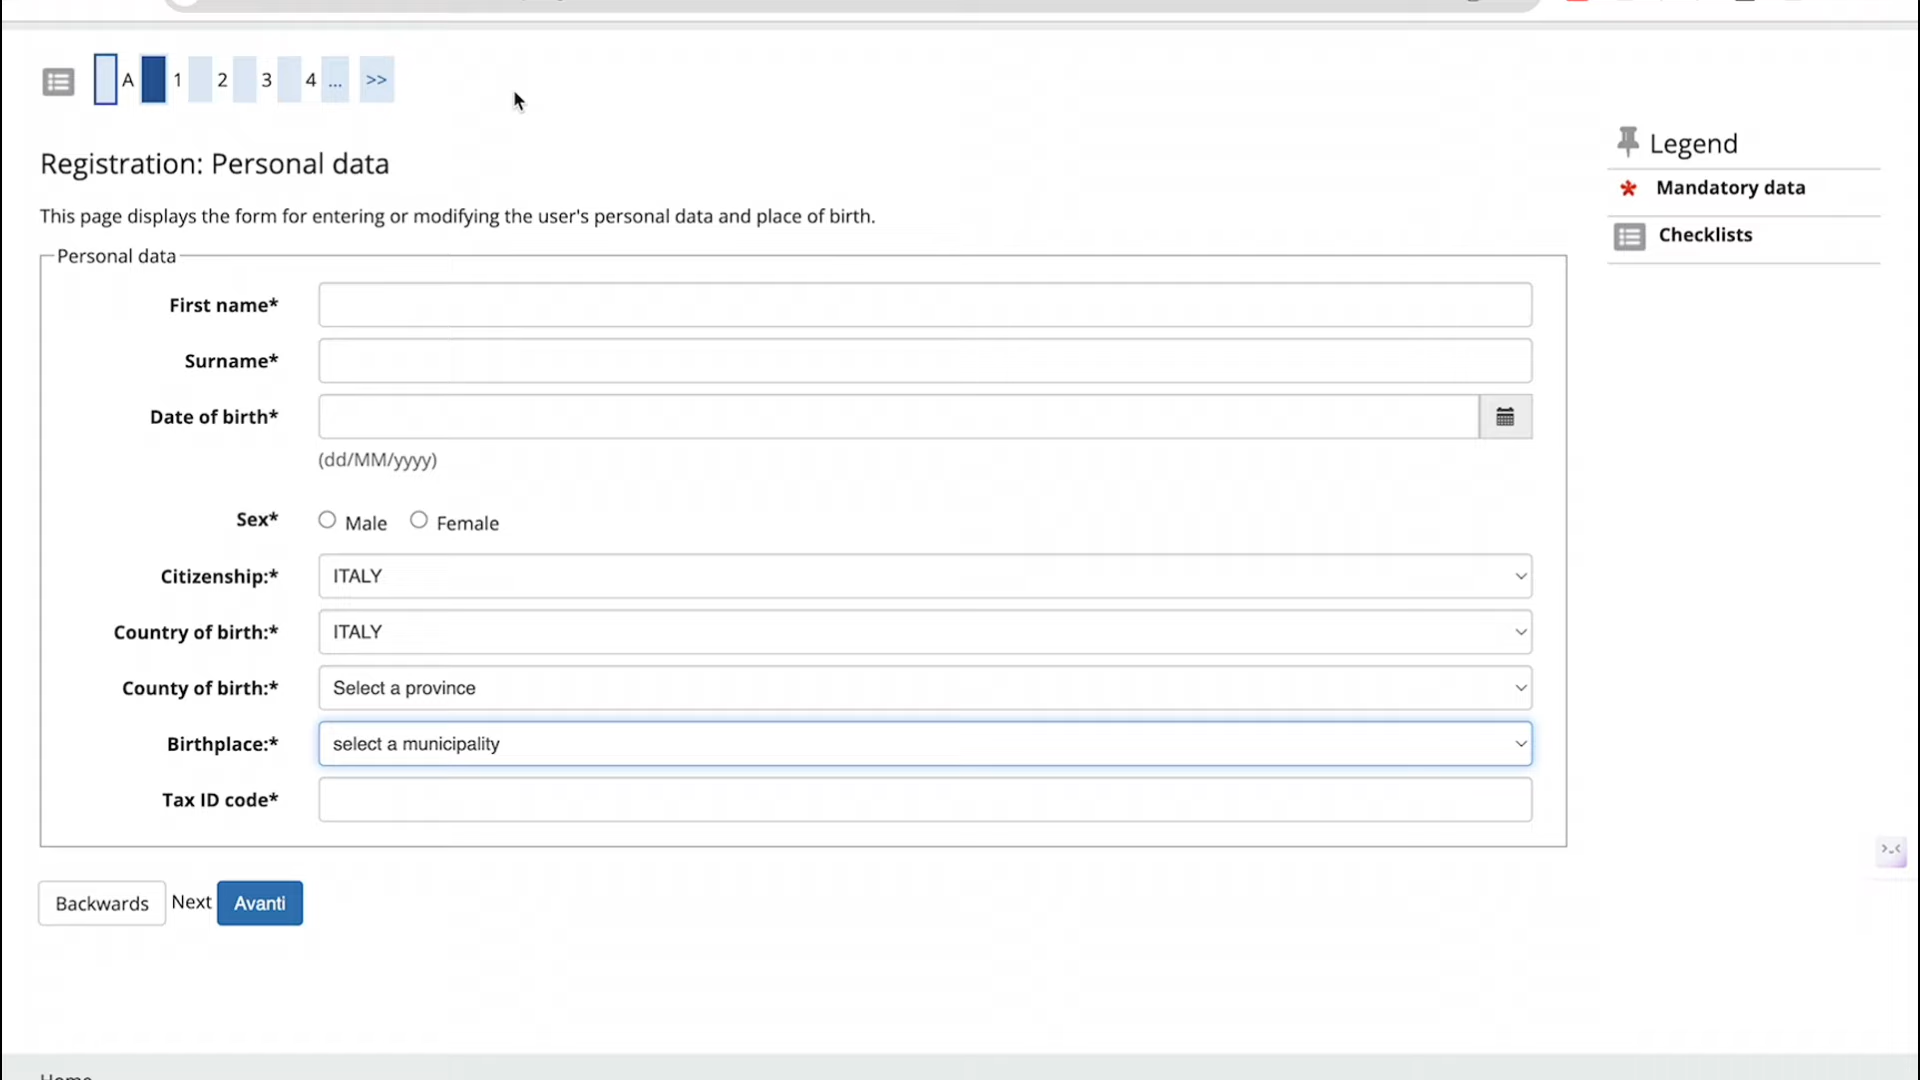 A 1 2 3 4 ... >>
Legend
* Mandatory data
Checklists
Registration: Personal data
This page displays the form for entering or modifying the user's personal data and place of birth.
Personal data
First name*
Surname*
Date of birth*
(dd/MM/yyyy)
Sex* Male Female
Citizenship:* ITALY
Country of birth:* ITALY
County of birth:* Select a province
Birthplace:* select a municipality
Tax ID code*
Backwards Next Avanti